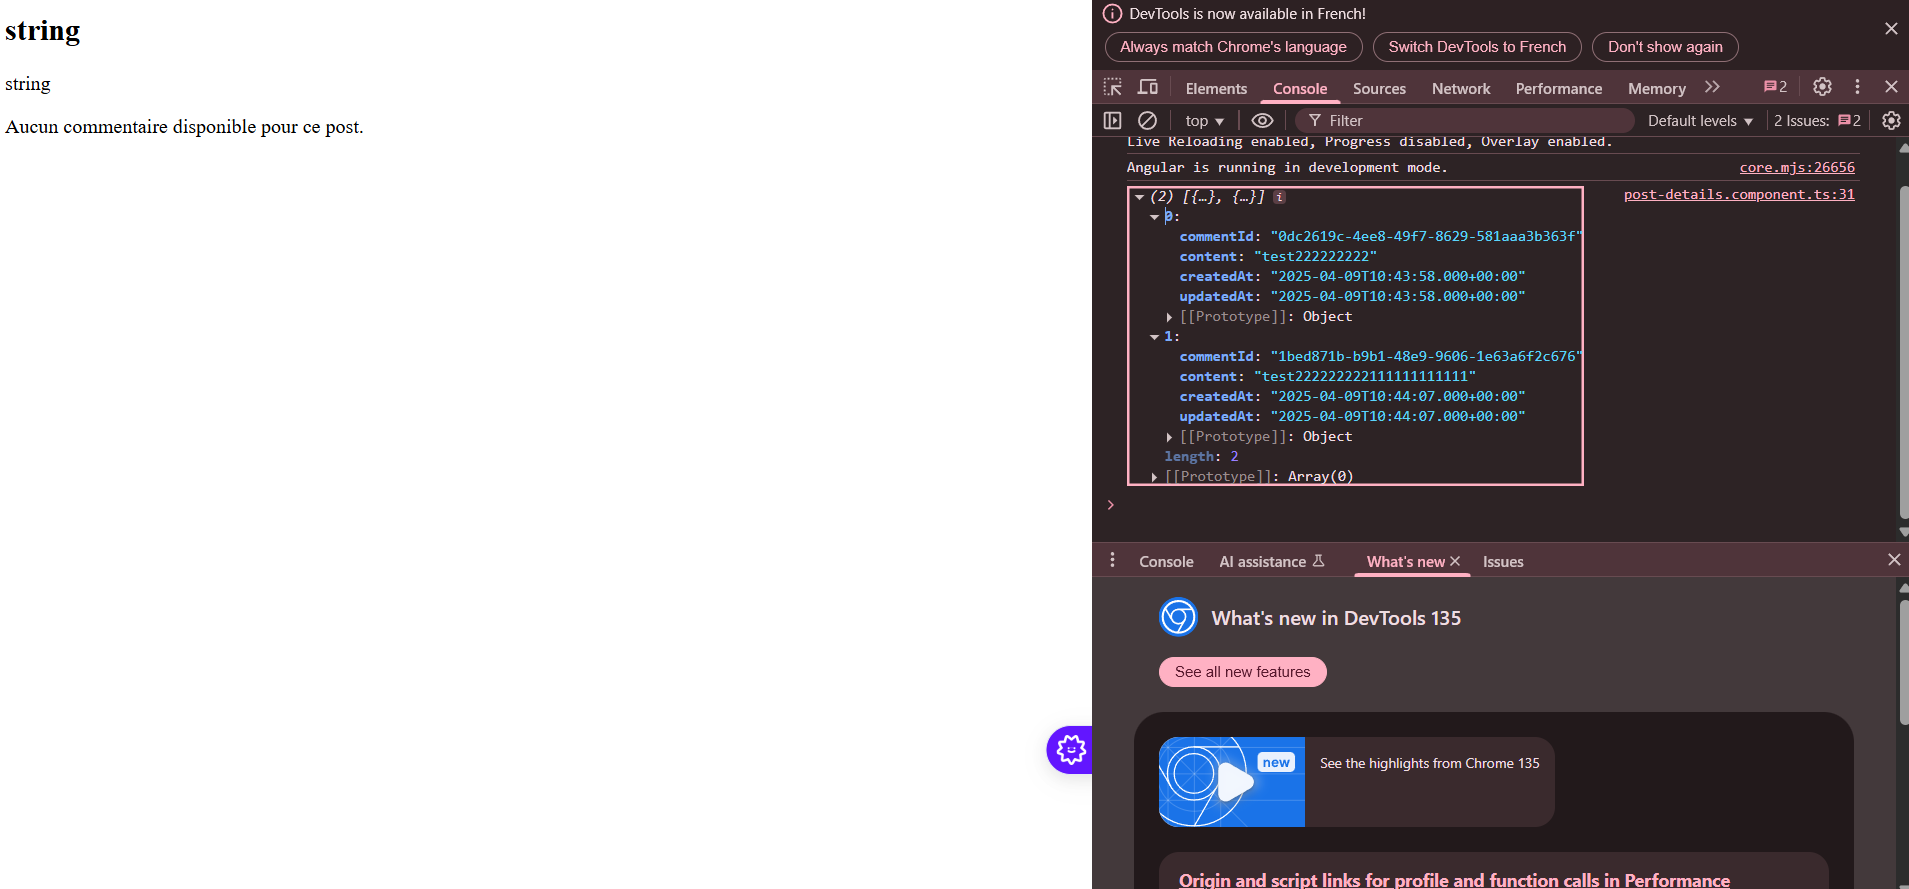 string
string
Aucun commentaire disponible pour ce post.
DevTools is now available in French!
Always match Chrome's language
Switch DevTools to French
Don't show again
Elements
Console
Sources
Network
Performance
Memory
2
top
Filter
Default levels
2 Issues: 2
Live Reloading enabled, Progress disabled, Overlay enabled.
Angular is running in development mode. core.mjs:26656
(2) [{…}, {…}] i post-details.component.ts:31
0:
commentId: "0dc2619c-4ee8-49f7-8629-581aaa3b363f"
content: "test222222222"
createdAt: "2025-04-09T10:43:58.000+00:00"
updatedAt: "2025-04-09T10:43:58.000+00:00"
[[Prototype]]: Object
1:
commentId: "1bed871b-b9b1-48e9-9606-1e63a6f2c676"
content: "test222222222111111111111"
createdAt: "2025-04-09T10:44:07.000+00:00"
updatedAt: "2025-04-09T10:44:07.000+00:00"
[[Prototype]]: Object
length: 2
[[Prototype]]: Array(0)
Console
AI assistance
What's new
Issues
What's new in DevTools 135
See all new features
new
See the highlights from Chrome 135
Origin and script links for profile and function calls in Performance